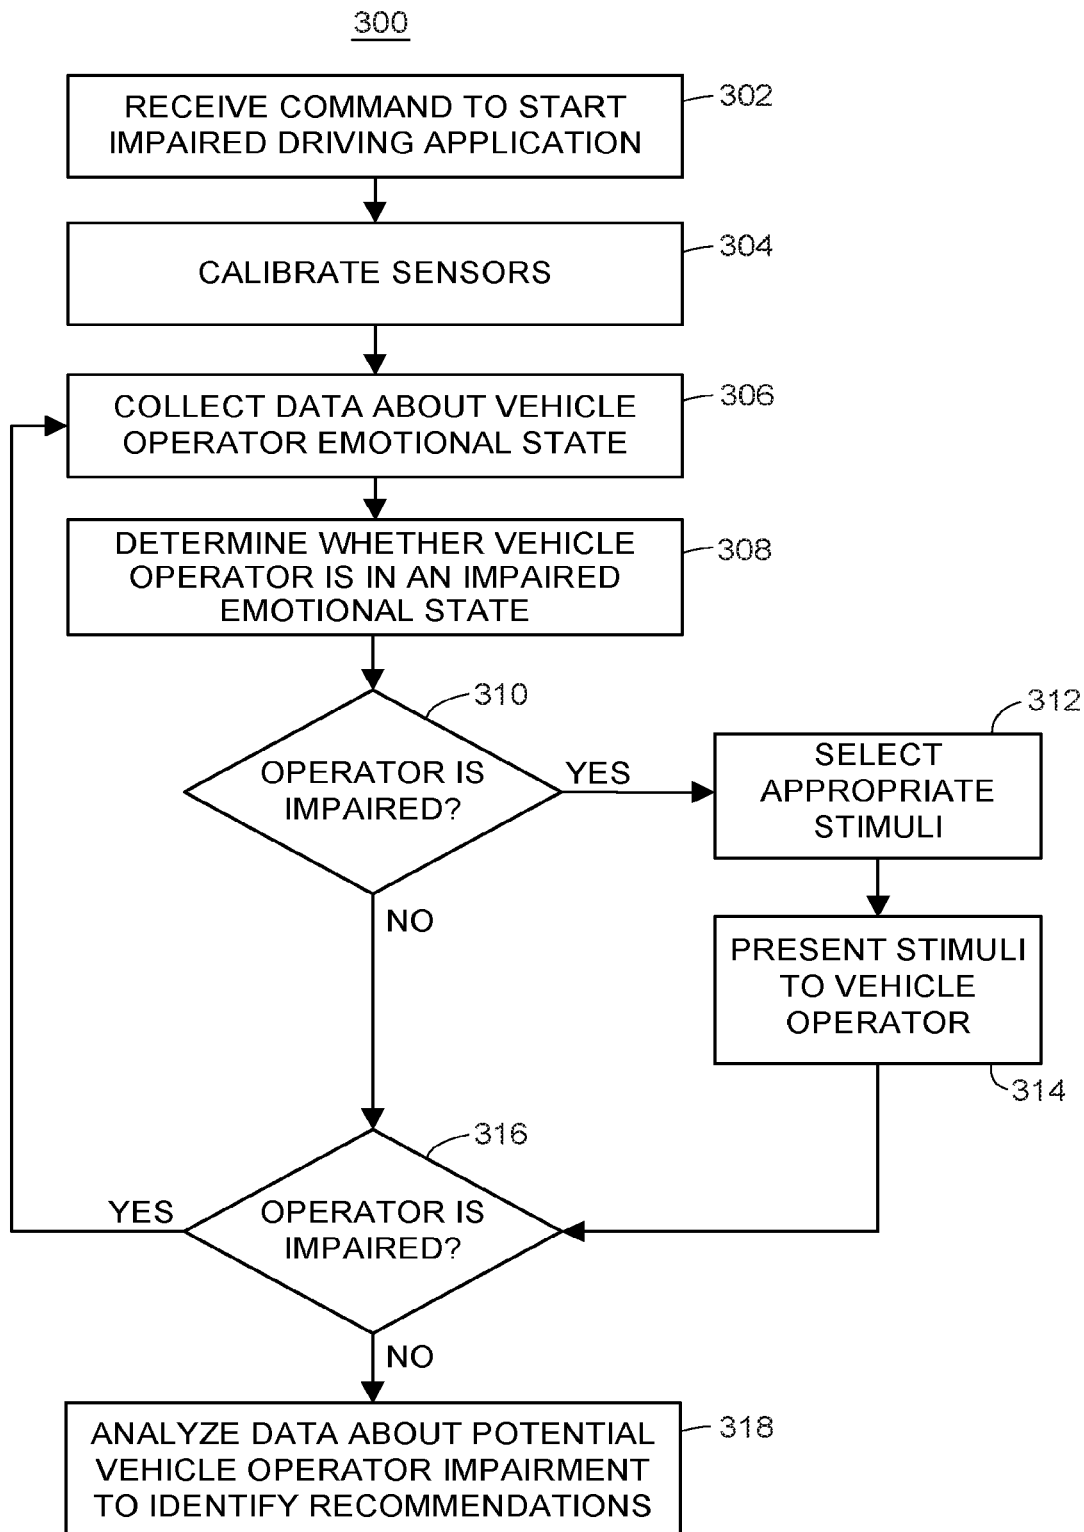 300
RECEIVE COMMAND TO START
IMPAIRED DRIVING APPLICATION
302
CALIBRATE SENSORS
304
COLLECT DATA ABOUT VEHICLE
OPERATOR EMOTIONAL STATE
306
DETERMINE WHETHER VEHICLE
OPERATOR IS IN AN IMPAIRED
EMOTIONAL STATE
308
310
OPERATOR IS
IMPAIRED?
YES
NO
312
SELECT
APPROPRIATE
STIMULI
PRESENT STIMULI
TO VEHICLE
OPERATOR
314
316
OPERATOR IS
IMPAIRED?
YES
NO
ANALYZE DATA ABOUT POTENTIAL
VEHICLE OPERATOR IMPAIRMENT
TO IDENTIFY RECOMMENDATIONS
318